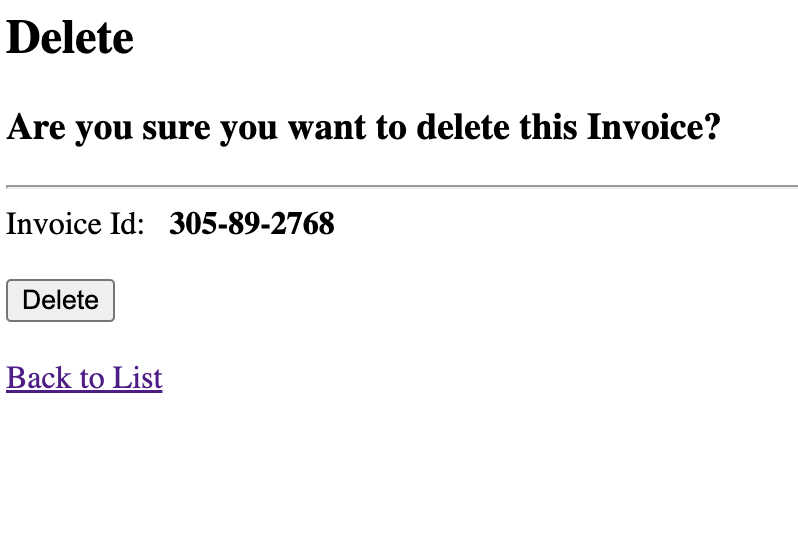 Delete
Are you sure you want to delete this Invoice?
Invoice Id: 305-89-2768
Delete
Back to List